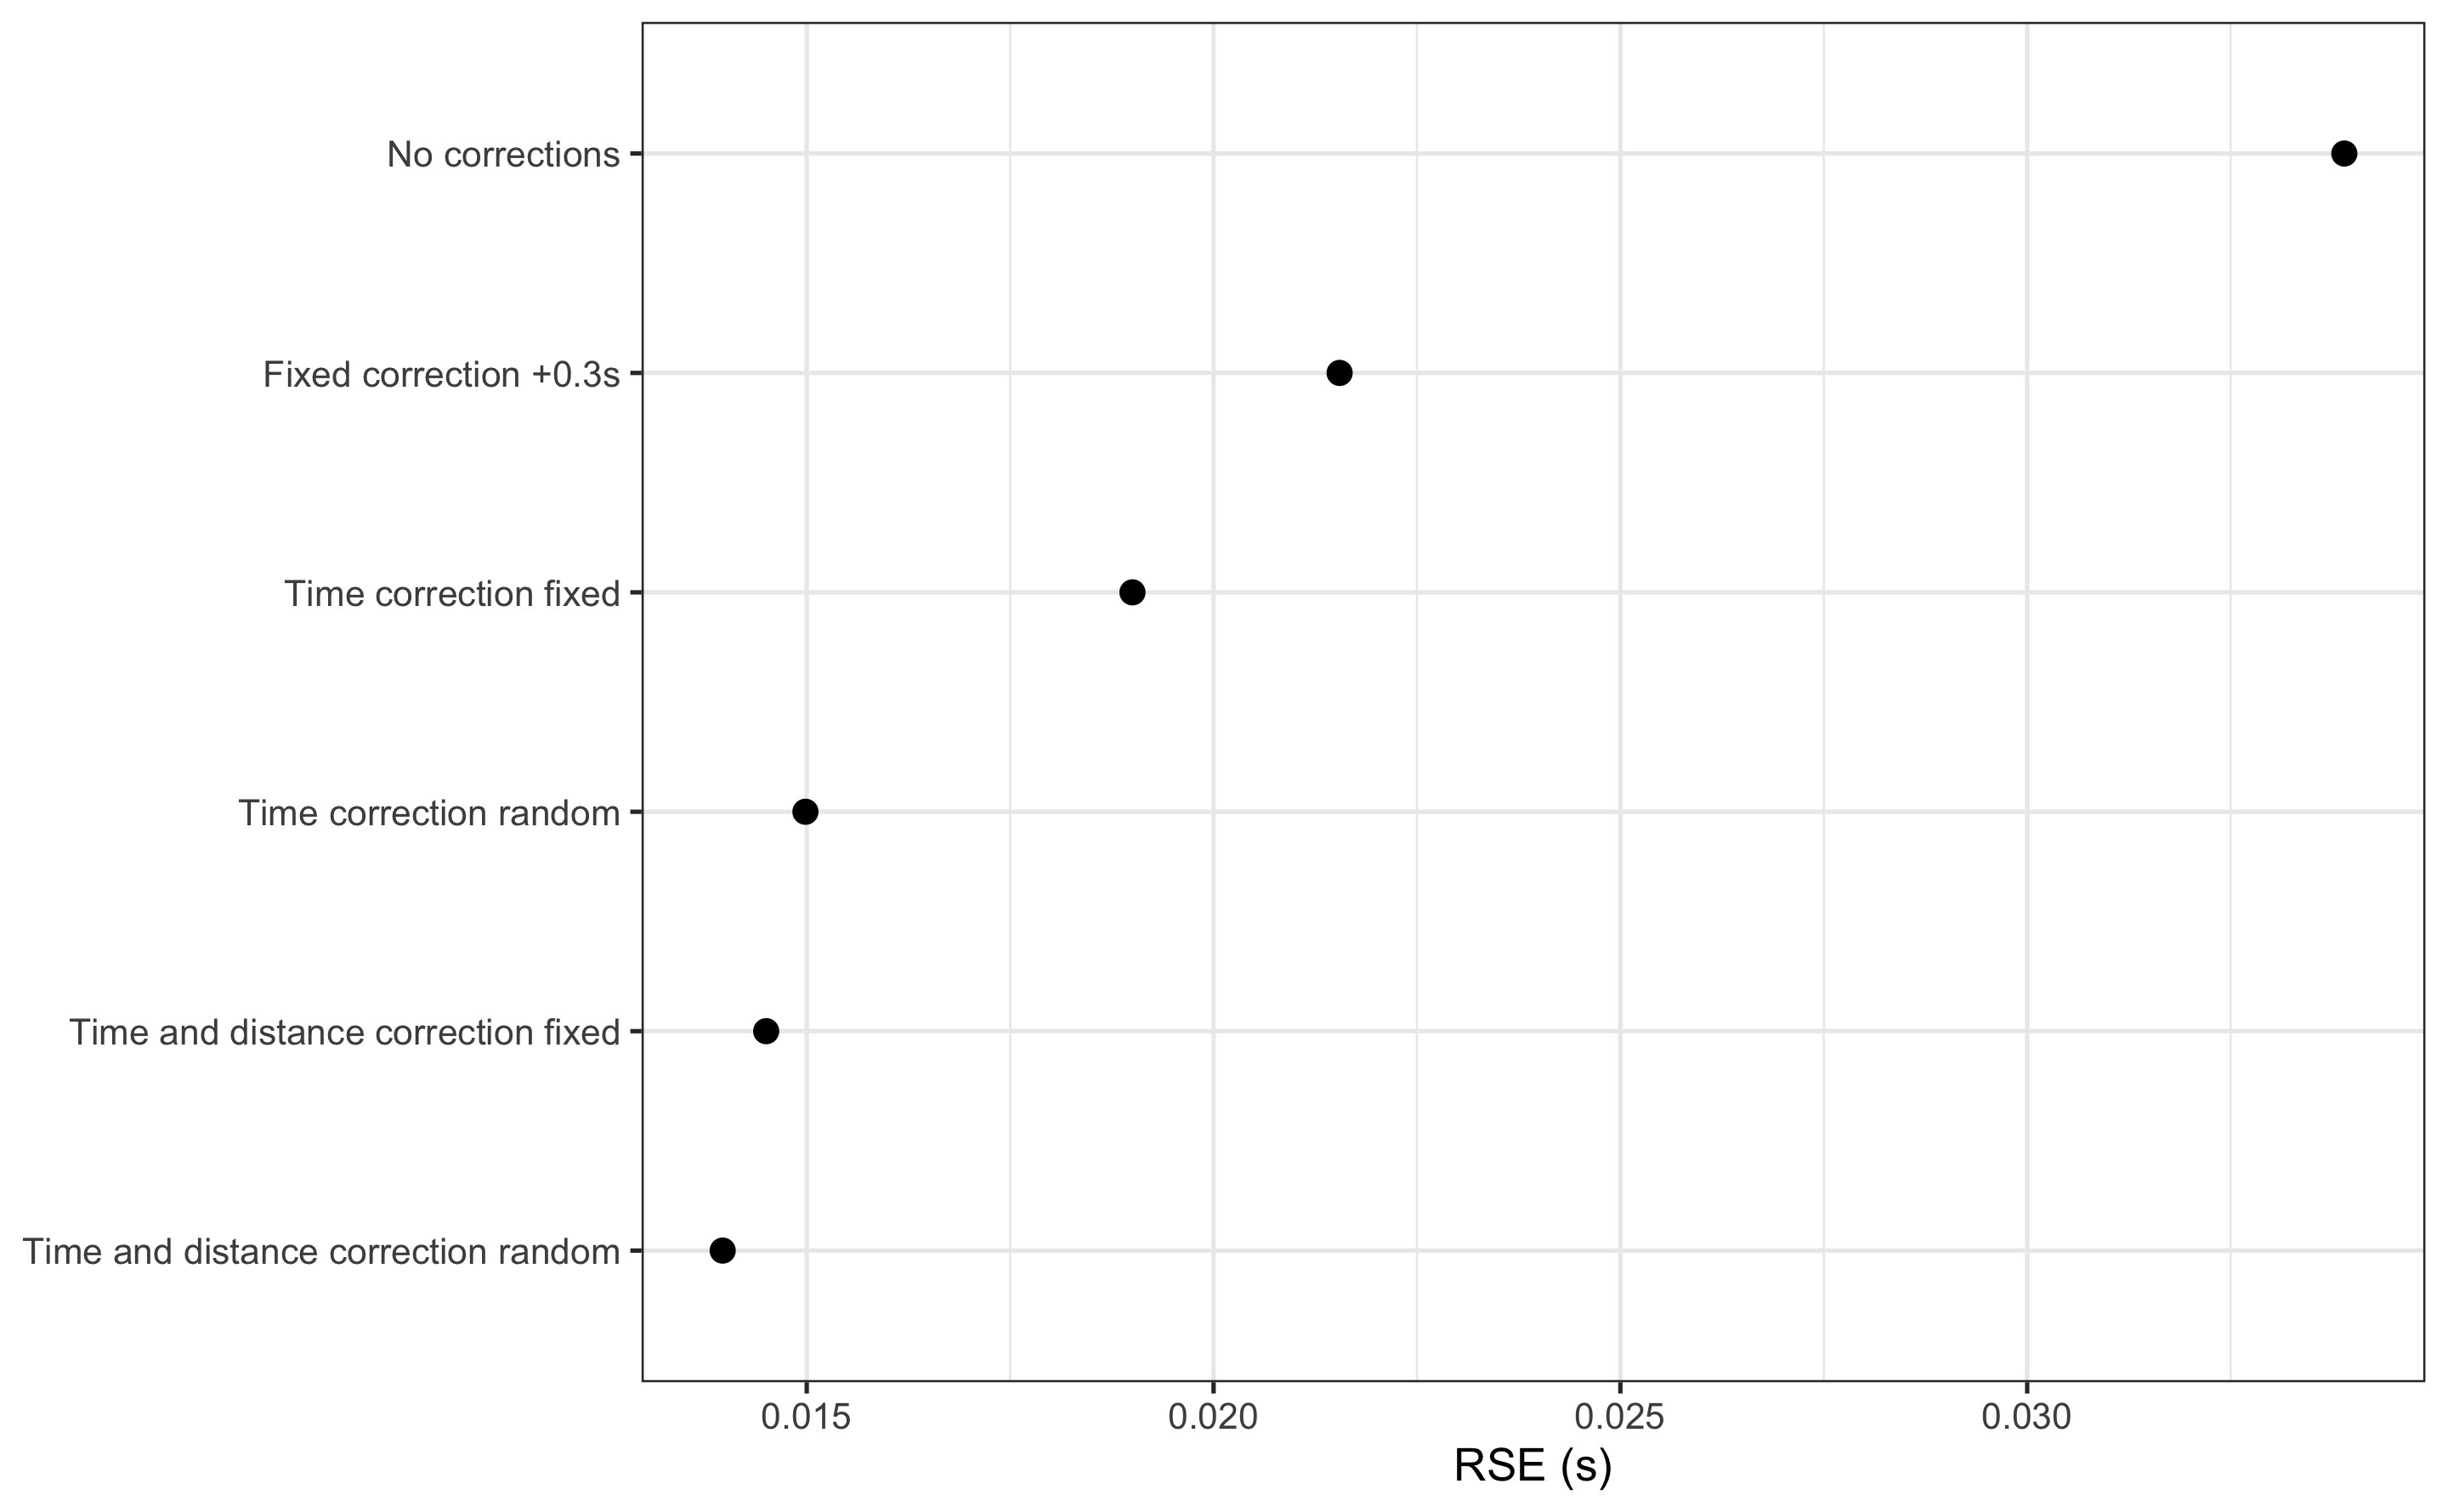 No corrections
Fixed correction +0.3s
Time correction fixed
Time correction random
Time and distance correction fixed
Time and distance correction random
0.015 0.020 0.025 0.030
RSE (s)